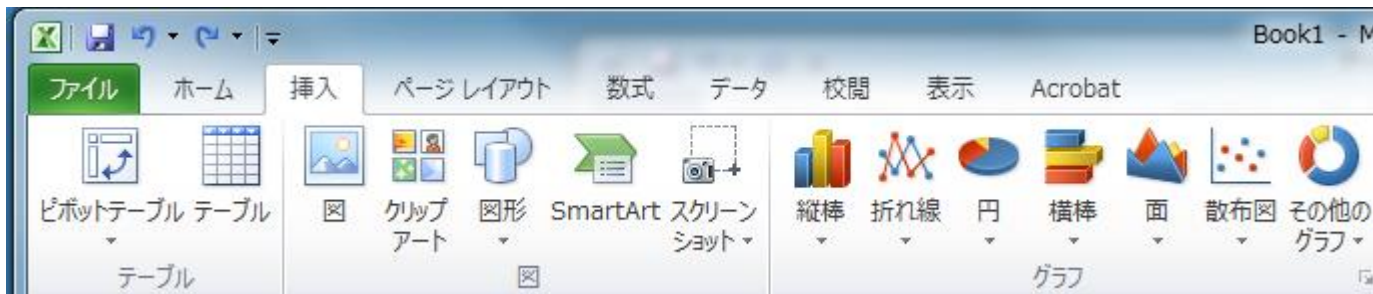 Book1 - M
ファイル ホーム 挿入 ページ レイアウト 数式 データ 校閲 表示 Acrobat
ピボットテーブル テーブル 図 クリップ 図形 SmartArt スクリーン 縦棒 折れ線 円 横棒 面 散布図 その他の
アート ショット グラフ
テーブル 図 グラフ